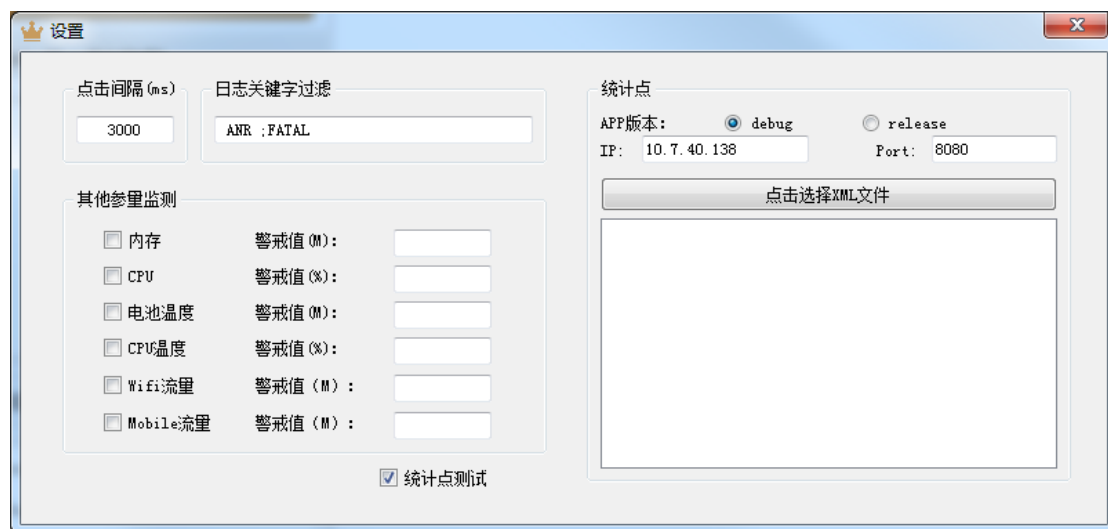 设置
点击间隔(ms)
3000
日志关键字过滤
ANR ;FATAL
其他参量监测
内存 警戒值(M):
CPU 警戒值(%):
电池温度 警戒值(M):
CPU温度 警戒值(%):
Wifi流量 警戒值（M）:
Mobile流量 警戒值（M）:
统计点测试
统计点
APP版本: debug release
IP: 10.7.40.138 Port: 8080
点击选择XML文件